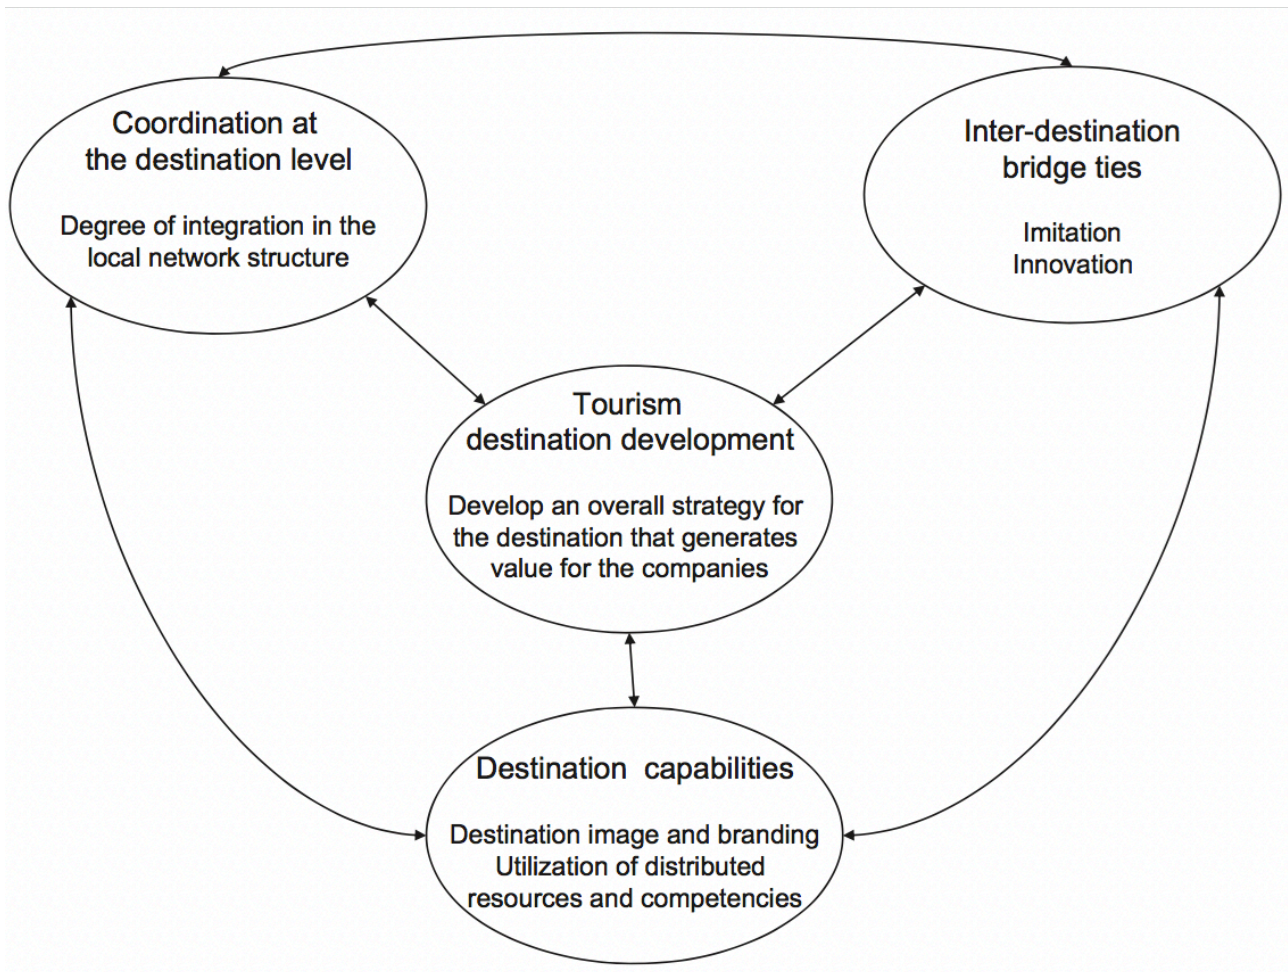 Coordination at
the destination level
Degree of integration in the
local network structure
Inter-destination
bridge ties
Imitation
Innovation
Tourism
destination development
Develop an overall strategy for
the destination that generates
value for the companies
Destination capabilities
Destination image and branding
Utilization of distributed
resources and competencies